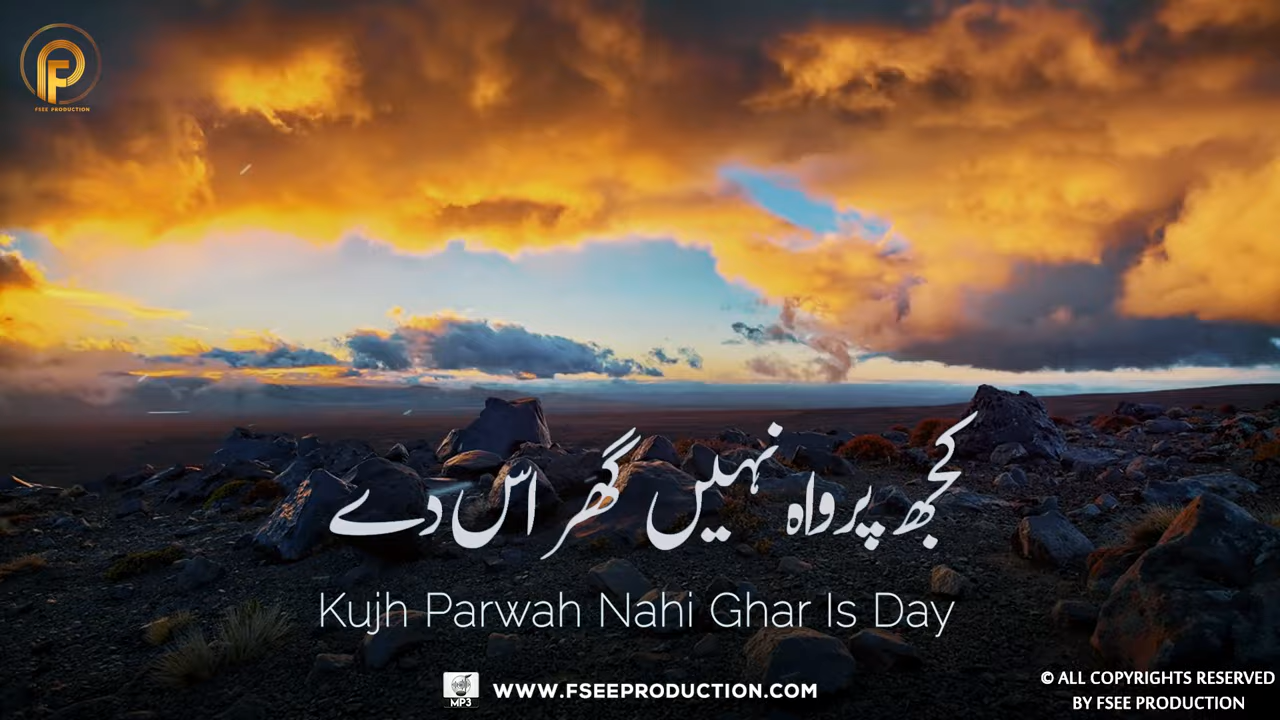 FSEE PRODUCTION
کجھ پرواہ نہیں گھر اس دے
Kujh Parwah Nahi Ghar Is Day
MP3
WWW.FSEEPRODUCTION.COM
© ALL COPYRIGHTS RESERVED
BY FSEE PRODUCTION